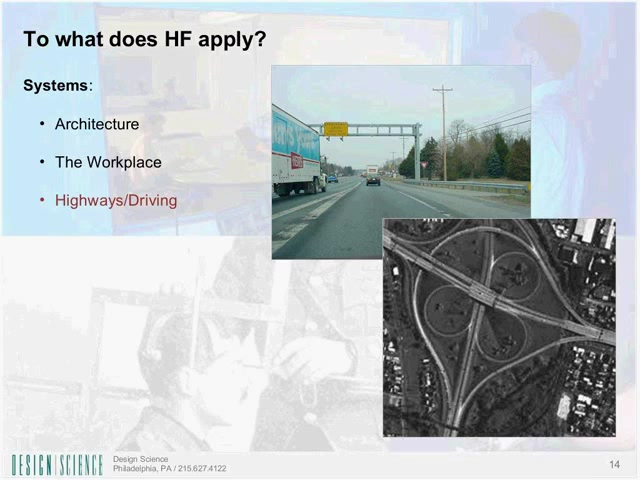 To what does HF apply?
Systems:
• Architecture
• The Workplace
• Highways/Driving
DESIGN SCIENCE
Design Science
Philadelphia, PA / 215.627.4122
14